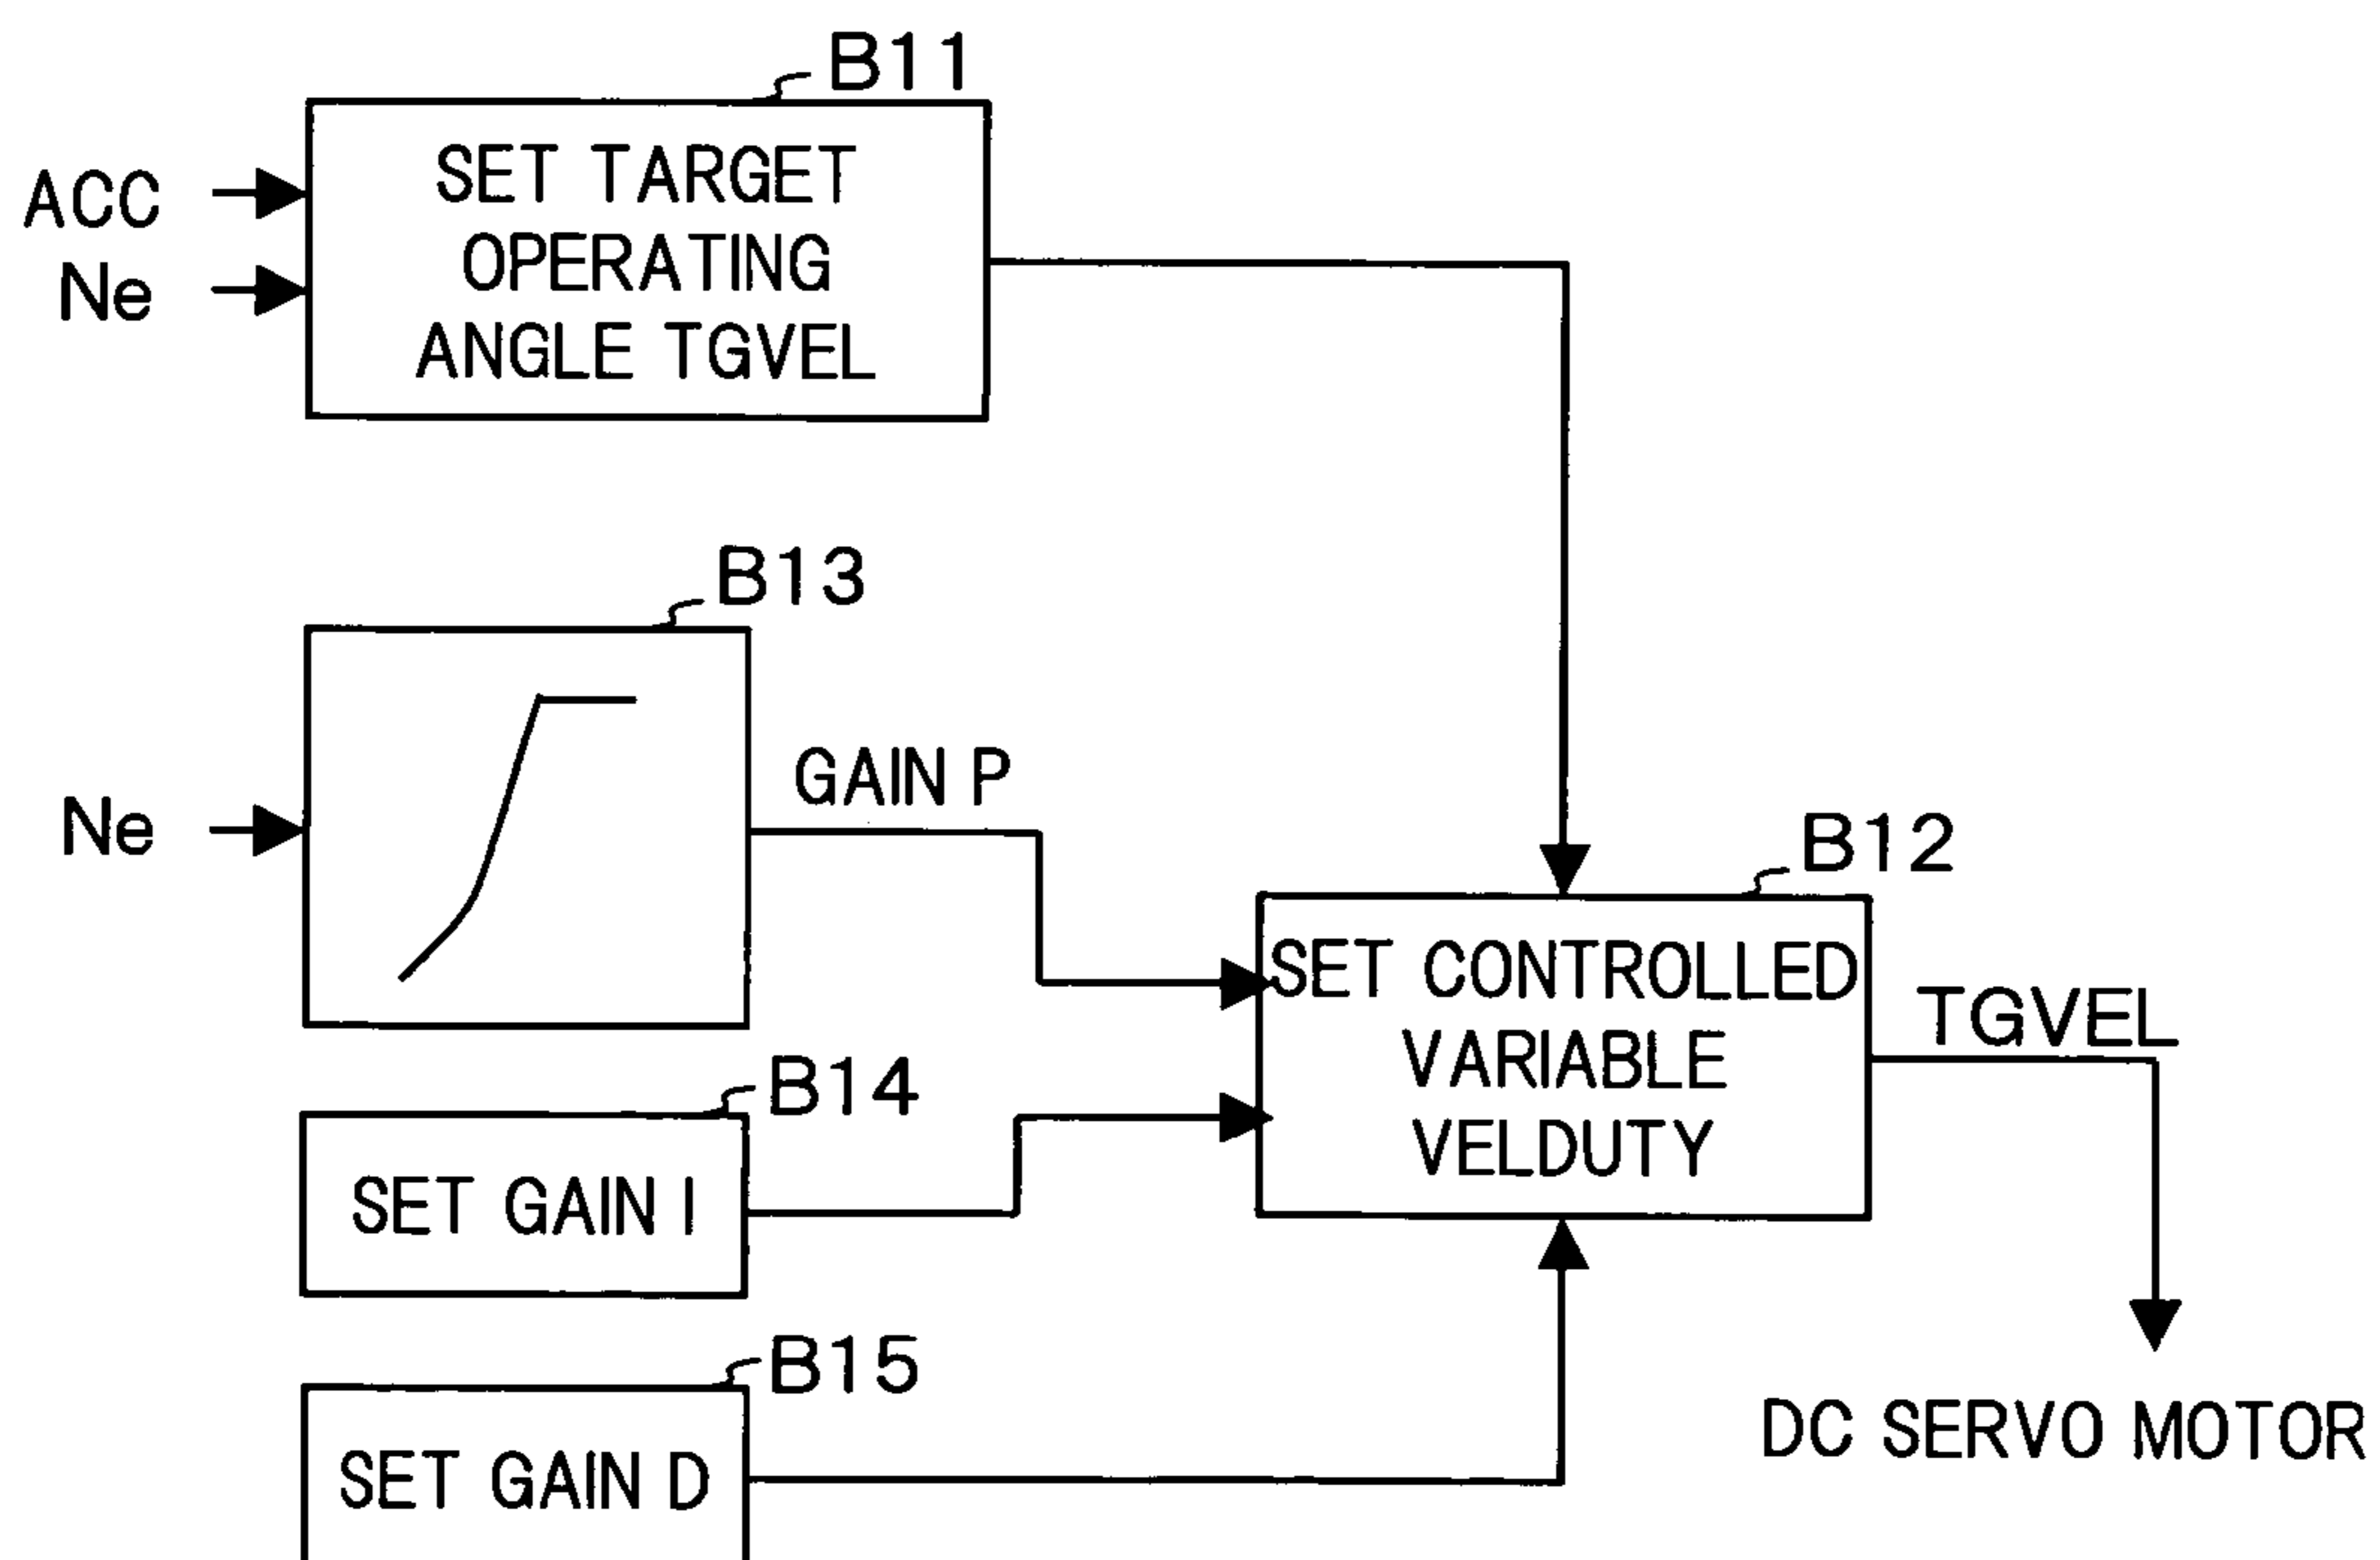 B11
SET TARGET
OPERATING
ANGLE TGVEL
ACC
Ne
B13
Ne
GAIN P
B12
SET CONTROLLED
VARIABLE
VELDUTY
TGVEL
B14
SET GAIN I
B15
SET GAIN D
DC SERVO MOTOR